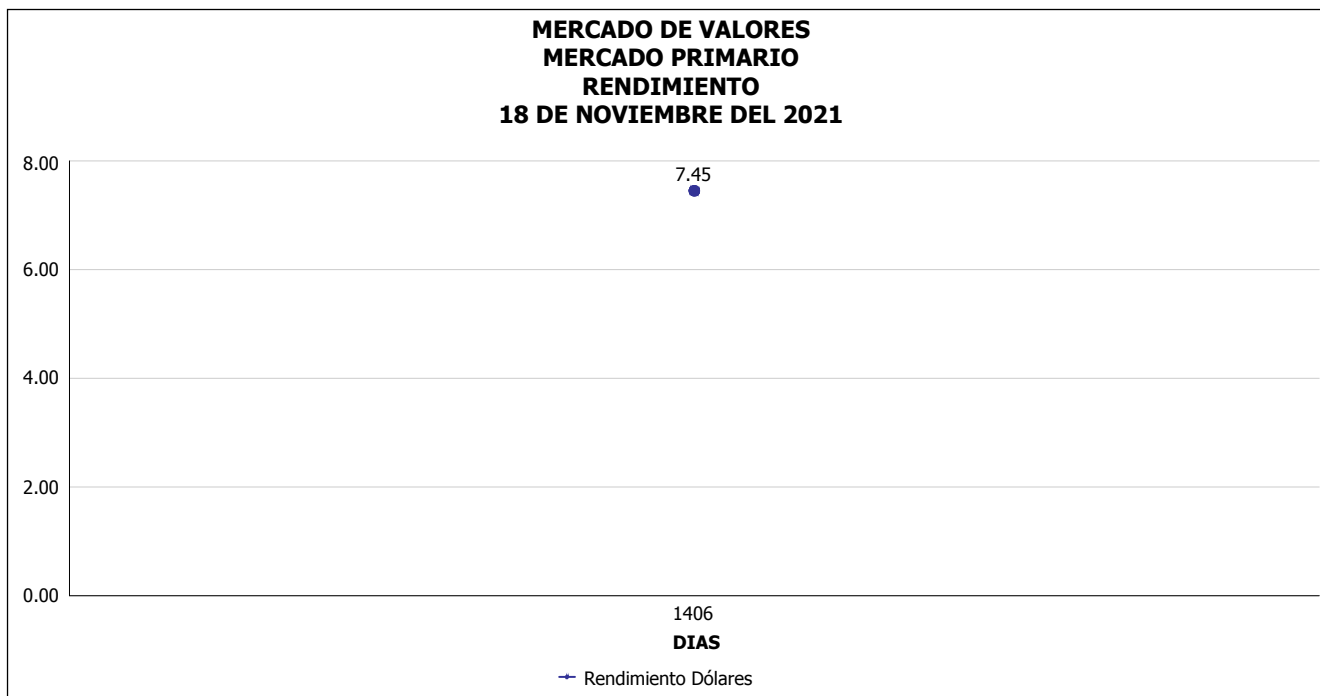 MERCADO DE VALORES
MERCADO PRIMARIO
RENDIMIENTO
18 DE NOVIEMBRE DEL 2021
8.00
7.45
6.00
4.00
2.00
0.00
1406
DIAS
Rendimiento Dólares